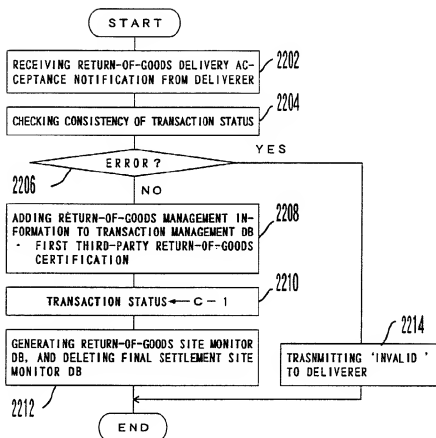 START
RECEIVING RETURN-OF-GOODS DELIVERY AC-
CEPTANCE NOTIFICATION FROM DELIVERER
2202
2204
CHECKING CONSISTENCY OF TRANSACTION STATUS
YES
ERROR?
2206
NO
2208
ADDING RETURN-OF-GOODS MANAGEMENT IN-
FORMATION TO TRANSACTION MANAGEMENT DB
- FIRST THIRD-PARTY RETURN-OF-GOODS
CERTIFICATION
2210
TRANSACTION STATUS ← C - 1
2214
GENERATING RETURN-OF-GOODS SITE MONITOR
DB, AND DELETING FINAL SETTLEMENT SITE
MONITOR DB
TRASNMITTING 'INVALID'
TO DELIVERER
2212
END